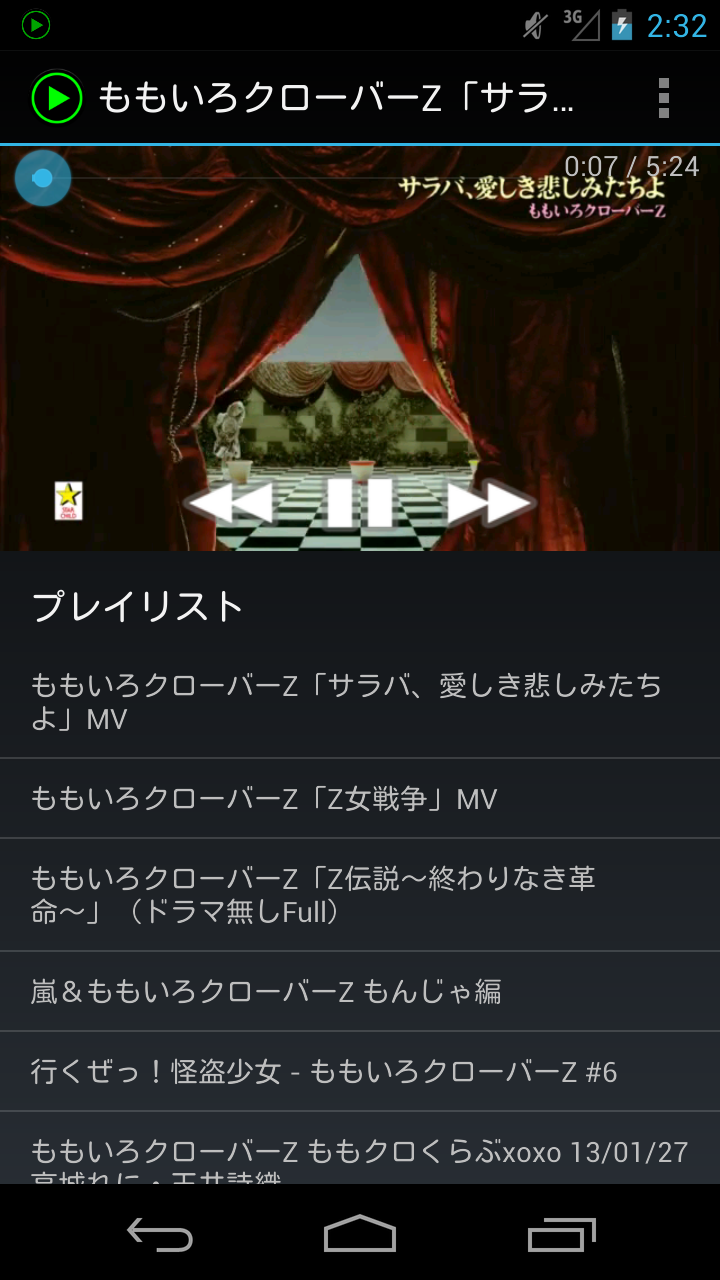 3G 2:32
ももいろクローバーZ「サラ...
0:07 / 5:24
サラバ、愛しき悲しみたちよ
ももいろクローバーZ
STAR
CHILD
プレイリスト
ももいろクローバーZ「サラバ、愛しき悲しみたち
よ」MV
ももいろクローバーZ「Z女戦争」MV
ももいろクローバーZ「Z伝説〜終わりなき革
命〜」（ドラマ無しFull）
嵐＆ももいろクローバーZ もんじゃ編
行くぜっ！怪盗少女 - ももいろクローバーZ #6
ももいろクローバーZ ももクロくらぶxoxo 13/01/27
高城れに・玉井詩織